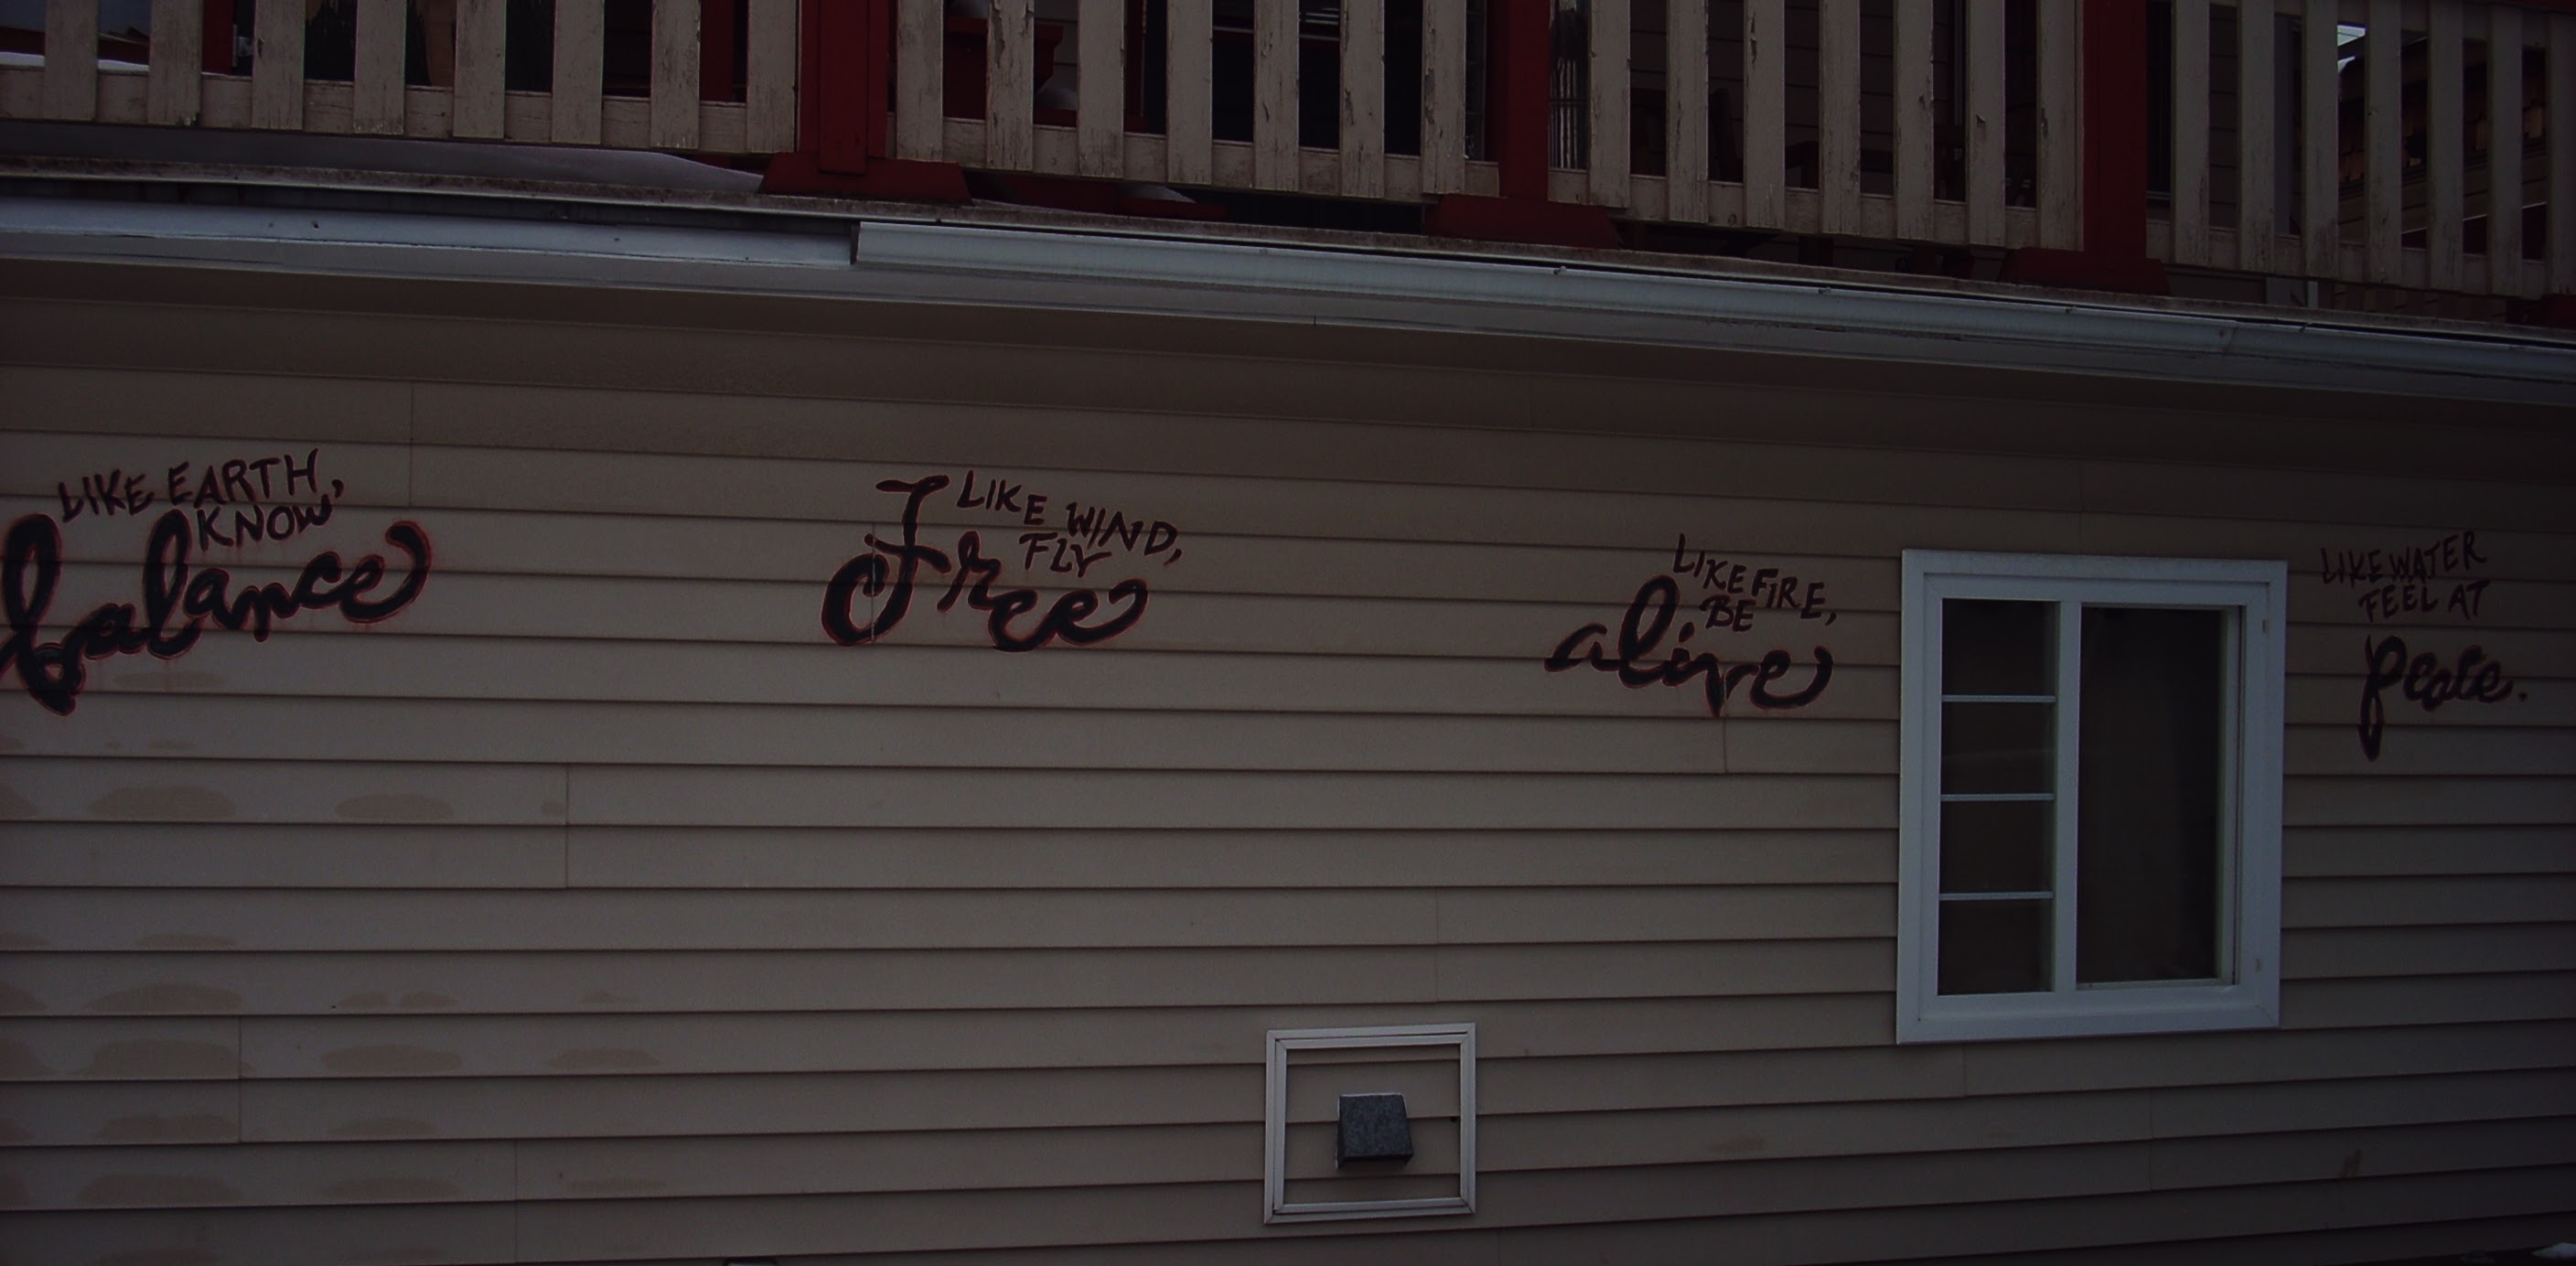 LIKE EARTH,
KNOW
balance
LIKE WIND,
FLY
Free
LIKE FIRE,
BE
alive
LIKE WATER
FEEL AT
peace.